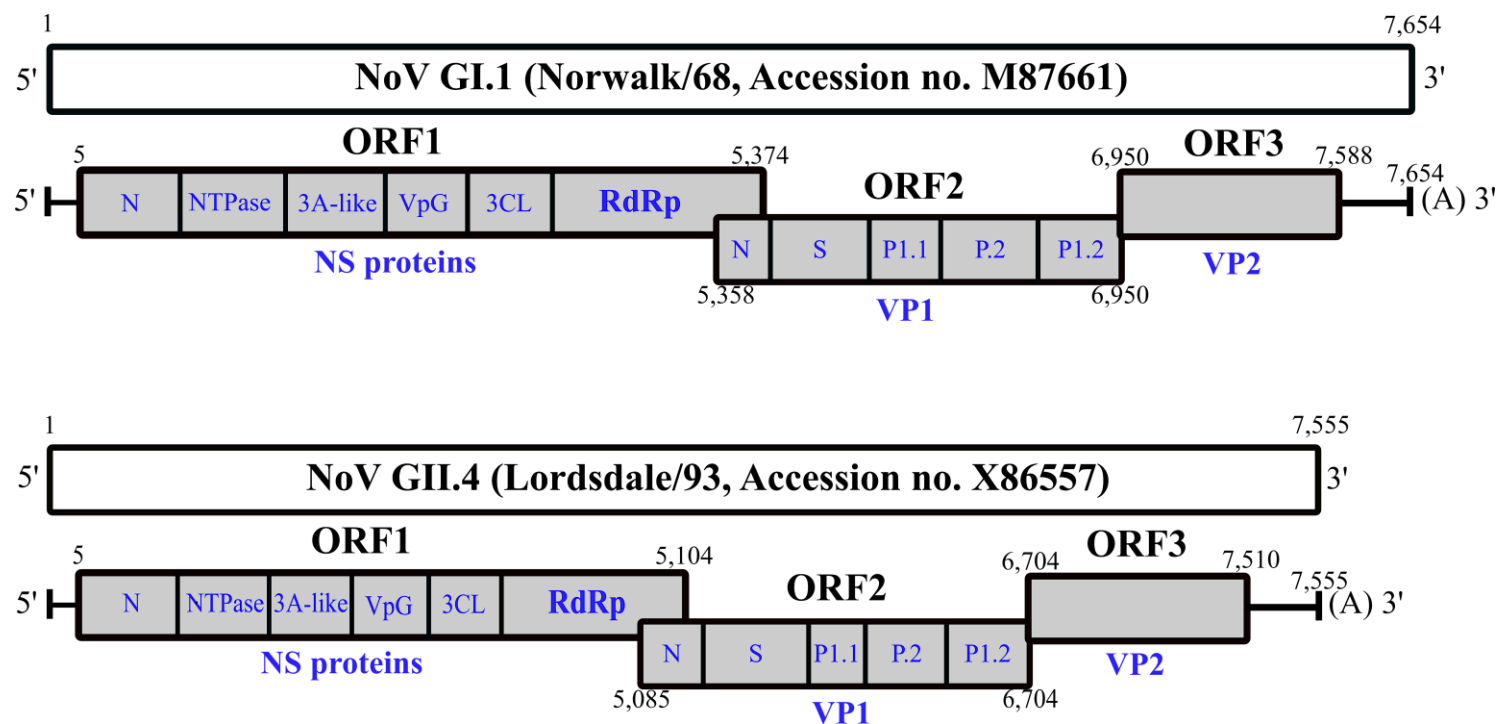 1 7,654
5' NoV GI.1 (Norwalk/68, Accession no. M87661) 3'
ORF1 ORF3
5 5,374 6,950 7,588
7,654
ORF2
5' N NTPase 3A-like VpG 3CL RdRp (A) 3'
NS proteins N S P1.1 P.2 P1.2 VP2
5,358 VP1 6,950
1 7,555
5' NoV GII.4 (Lordsdale/93, Accession no. X86557) 3'
ORF1 ORF3
5 5,104 6,704 7,510
7,555
ORF2
5' N NTPase 3A-like VpG 3CL RdRp (A) 3'
NS proteins N S P1.1 P.2 P1.2 VP2
5,085 VP1 6,704